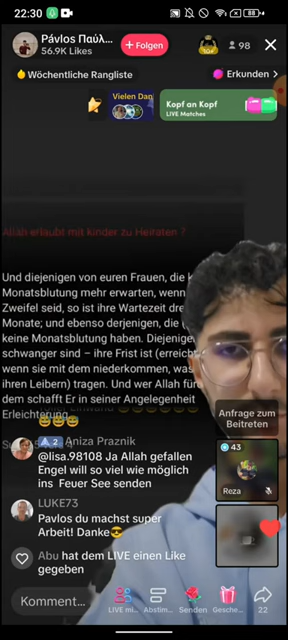 22:30
88
Pávlos Παύλ...
56.9K Likes
+ Folgen
98
Wöchentliche Rangliste
Erkunden >
Vielen Dan
Kopf an Kopf
LIVE Matches
Allah erlaubt mit kinder zu Heiraten ?
Und diejenigen von euren Frauen, die k
Monatsblutung mehr erwarten, wenn
Zweifel seid, so ist ihre Wartezeit dre
Monate; und ebenso derjenigen, die
keine Monatsblutung haben. Diejenige
schwanger sind – ihre Frist ist (erreicht
wenn sie mit dem niederkommen, was
ihren Leibern) tragen. Und wer Allah für
dem schafft Er in seiner Angelegenheit
Erleichterung.
😅😅😅
2 Aniza Praznik
@lisa.98108 Ja Allah gefallen
Engel will so viel wie möglich
ins Feuer See senden
LUKE73
Pavlos du machst super
Arbeit! Danke😎
Abu hat dem LIVE einen Like
gegeben
Anfrage zum
Beitreten
43
Reza
Komment...
LIVE mi...
Abstim...
Senden
Gesche...
22